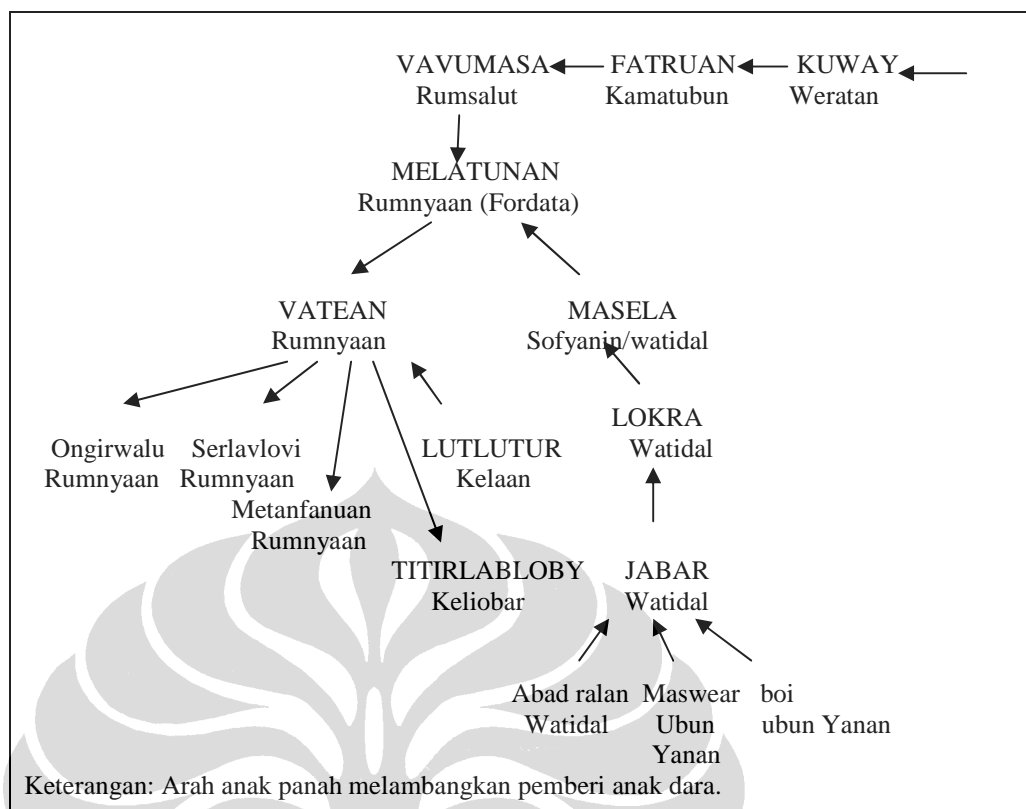 VAVUMASA FATRUAN KUWAY
Rumsalut Kamatubun Weratan
MELATUNAN
Rumnyaan (Fordata)
VATEAN MASELA
Rumnyaan Sofyanin/watidal
LOKRA
Ongirwalu Serlavlovi LUTLUTUR Watidal
Rumnyaan Rumnyaan Kelaan
Metanfanuan
Rumnyaan
TITIRLABLOBY JABAR
Keliobar Watidal
Abad ralan Maswear boi
Watidal Ubun ubun Yanan
Yanan
Keterangan: Arah anak panah melambangkan pemberi anak dara.